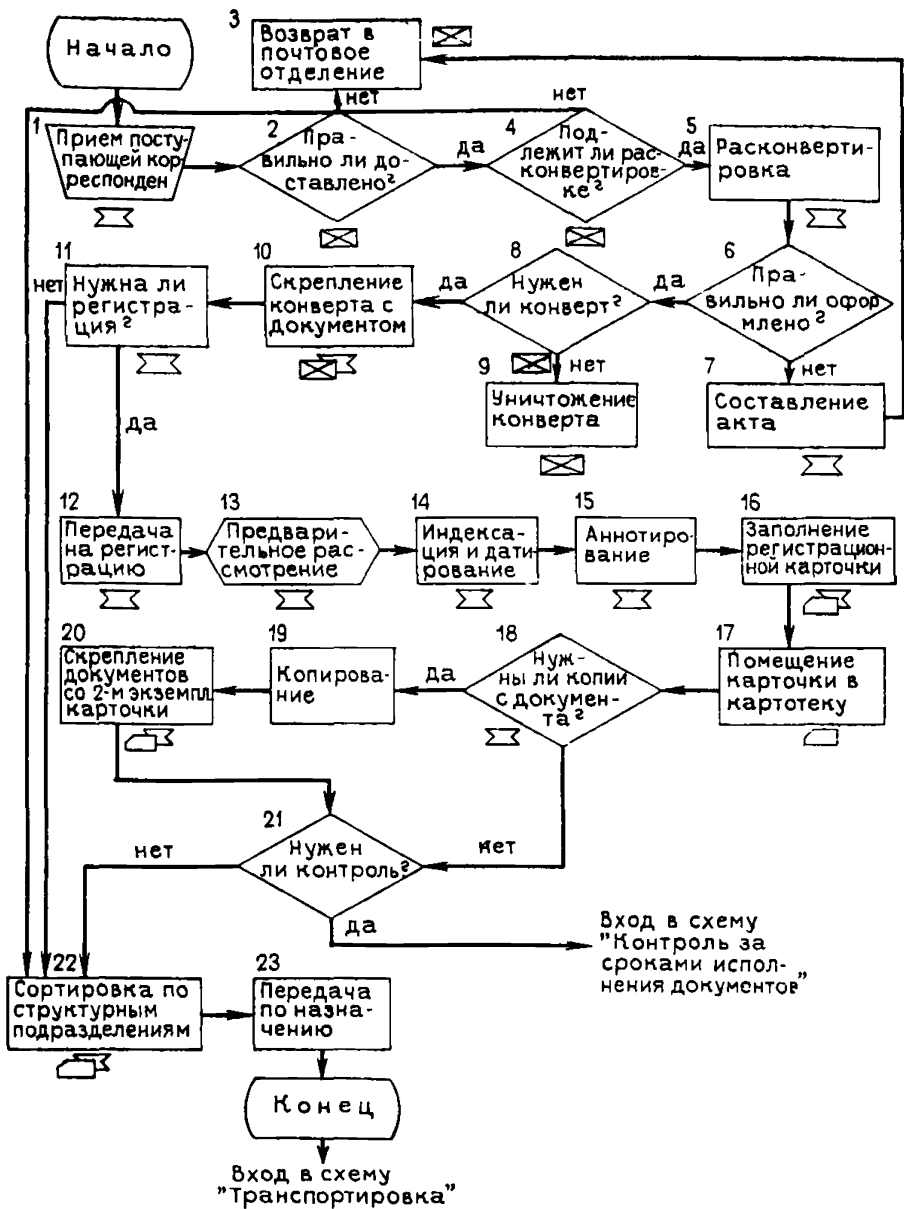 Начало
1
Прием посту-
пающей кор-
респонден
2
Пра-
вильно ли до-
ставлено?
нет
да
3
Возврат в
почтовое
отделение
4
Под-
лежит ли рас-
конвертиров-
ке?
нет
да
5
Расконверти-
ровка
6
Пра-
вильно ли офор
млено?
да
нет
7
Составление
акта
8
Нужен
ли конверт?
да
нет
9
Уничтожение
конверта
10
Скрепление
конверта с
документом
11
Нужна ли
регистра-
ция?
нет
да
12
Передача
на регист-
рацию
13
Предвари-
тельное рас-
смотрение
14
Индекса-
ция и дати
рование
15
Аннотиро-
вание
16
Заполнение
регистрацион-
ной карточки
17
Помещение
карточки в
картотеку
18
Нуж-
ны ли копии
с докумен-
та?
да
нет
19
Копирова-
ние
20
Скрепление
документов
со 2-м экземпл.
карточки
21
Нужен
ли контроль?
нет
да
Вход в схему
"Контроль за
сроками испол-
нения документов"
22
Сортировка по
структурным
подразделениям
23
Передача
по назна-
чению
Конец
Вход в схему
"Транспортировка"